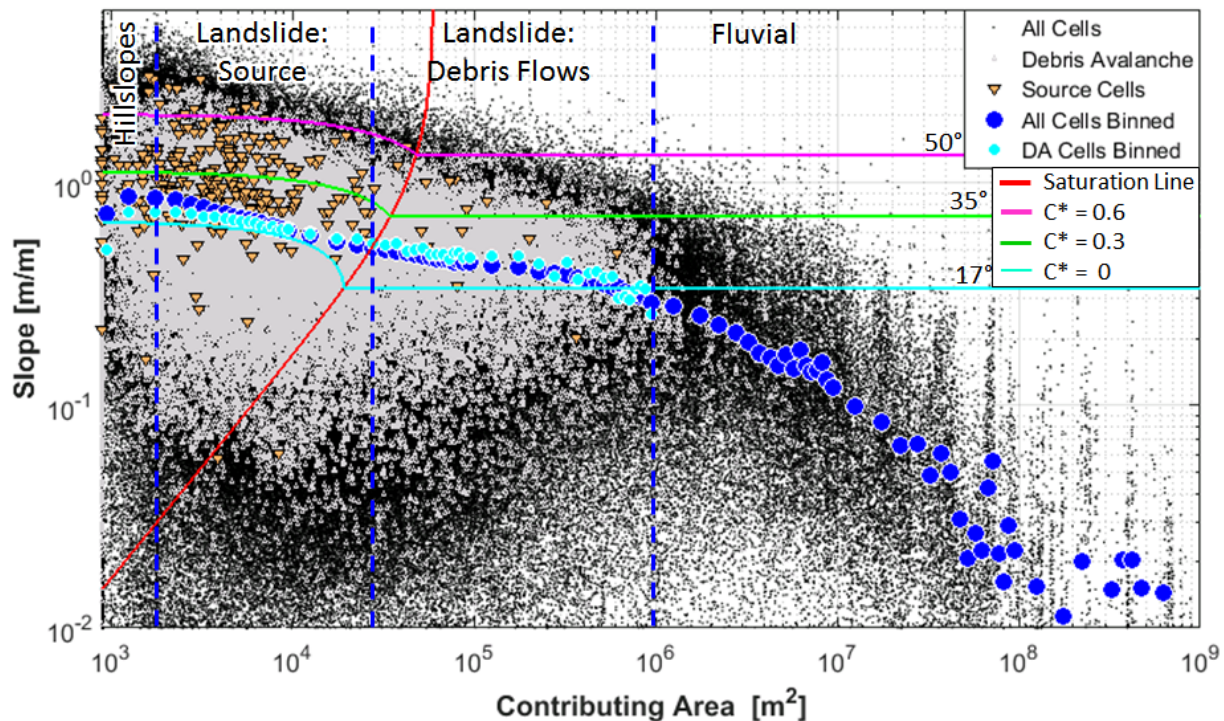 Hillslopes
Landslide:
Source
Landslide:
Debris Flows
Fluvial
All Cells
Debris Avalanche
Source Cells
All Cells Binned
DA Cells Binned
Saturation Line
C* = 0.6
C* = 0.3
C* = 0
50°
35°
17°
Slope [m/m]
10⁰
10⁻¹
10⁻²
10³
10⁴
10⁵
10⁶
10⁷
10⁸
10⁹
Contributing Area [m²]